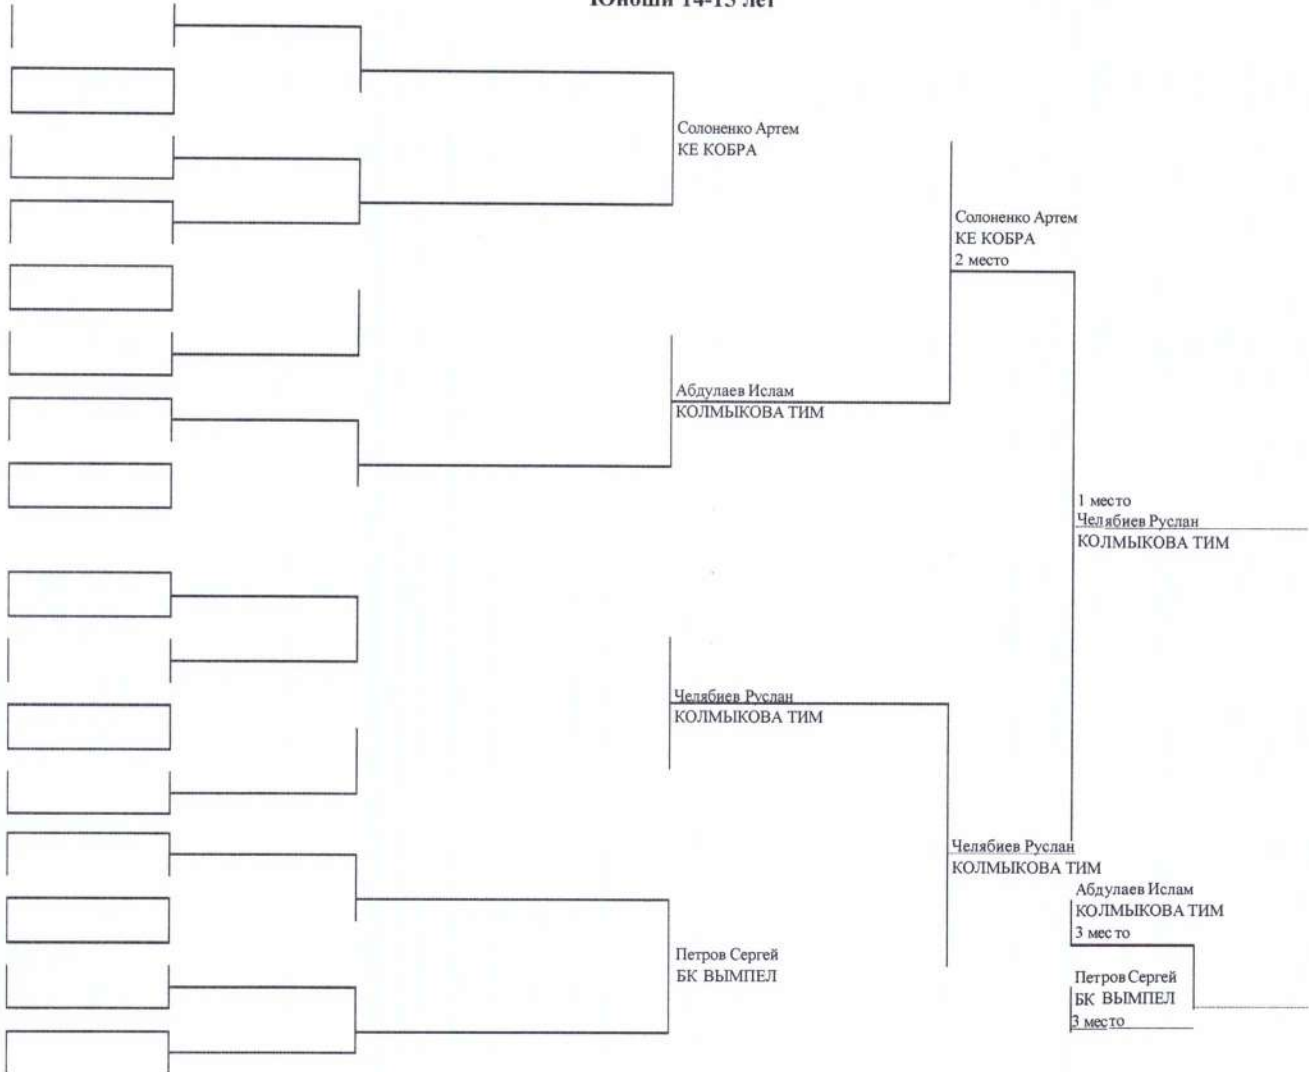 Юноши 14-15 лет
Солоненко Артем
КЕ КОБРА
Солоненко Артем
КЕ КОБРА
2 место
Абдулаев Ислам
КОЛМЫКОВА ТИМ
1 место
Челябиев Руслан
КОЛМЫКОВА ТИМ
Челябиев Руслан
КОЛМЫКОВА ТИМ
Челябиев Руслан
КОЛМЫКОВА ТИМ
Абдулаев Ислам
КОЛМЫКОВА ТИМ
3 место
Петров Сергей
БК ВЫМПЕЛ
Петров Сергей
БК ВЫМПЕЛ
3 место